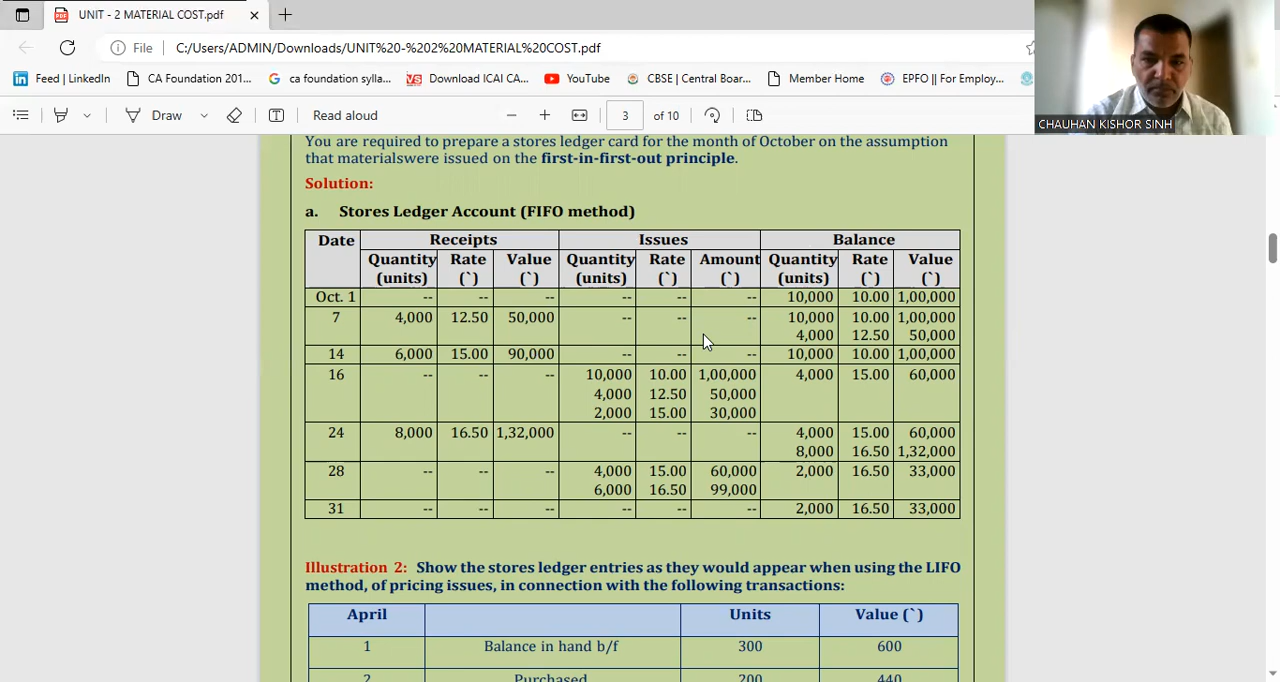 UNIT - 2 MATERIAL COST.pdf
File C:/Users/ADMIN/Downloads/UNIT%20-%202%20MATERIAL%20COST.pdf
Feed | LinkedIn CA Foundation 201... ca foundation sylla... Download ICAI CA... YouTube CBSE | Central Boar... Member Home EPFO || For Employ...
Draw Read aloud 3 of 10
CHAUHAN KISHOR SINH
You are required to prepare a stores ledger card for the month of October on the assumption
that materialswere issued on the first-in-first-out principle.
Solution:
a. Stores Ledger Account (FIFO method)
Date Receipts Issues Balance
Quantity Rate Value Quantity Rate Amount Quantity Rate Value
(units) (`) (`) (units) (`) (`) (units) (`) (`)
Oct. 1 -- -- -- -- -- -- 10,000 10.00 1,00,000
7 4,000 12.50 50,000 -- -- -- 10,000 10.00 1,00,000
4,000 12.50 50,000
14 6,000 15.00 90,000 -- -- -- 10,000 10.00 1,00,000
16 -- -- -- 10,000 10.00 1,00,000 4,000 15.00 60,000
4,000 12.50 50,000
2,000 15.00 30,000
24 8,000 16.50 1,32,000 -- -- -- 4,000 15.00 60,000
8,000 16.50 1,32,000
28 -- -- -- 4,000 15.00 60,000 2,000 16.50 33,000
6,000 16.50 99,000
31 -- -- -- -- -- -- 2,000 16.50 33,000
Illustration 2: Show the stores ledger entries as they would appear when using the LIFO
method, of pricing issues, in connection with the following transactions:
April Units Value (`)
1 Balance in hand b/f 300 600
2 Purchased 200 440